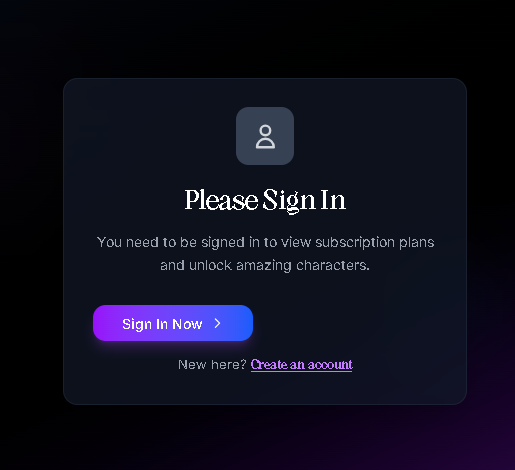 Please Sign In
You need to be signed in to view subscription plans
and unlock amazing characters.
Sign In Now
New here? Create an account